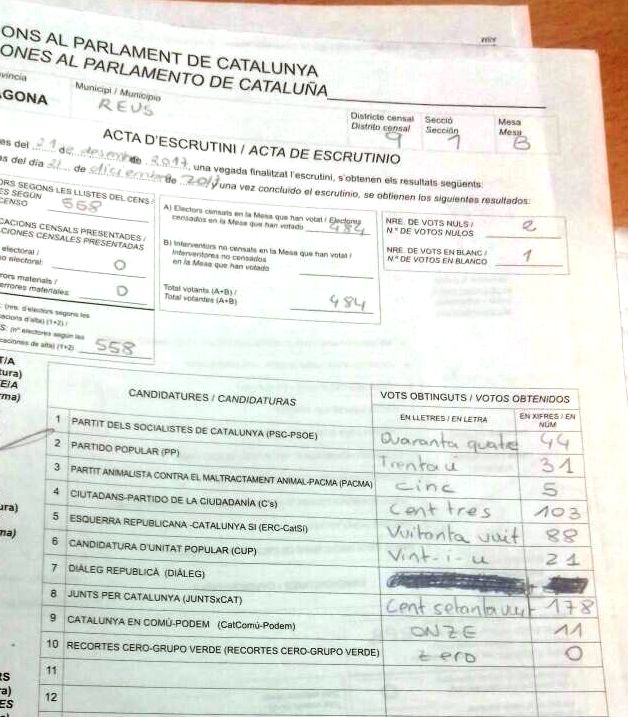 ONS AL PARLAMENT DE CATALUNYA
ONES AL PARLAMENTO DE CATALUÑA
víncia
Municipi / Municipio
AGONA
REUS
Districte censal
Distrito censal
9
Secció
Sección
1
Mesa
Mesa
B
ACTA D'ESCRUTINI / ACTA DE ESCRUTINIO
es del 21 de desembre de 2017, una vegada finalitzat l'escrutini, s'obtenen els resultats següents:
as del día 21 de diciembre de 2017 y una vez concluido el escrutinio, se obtienen los siguientes resultados:
ORS SEGONS LES LLISTES DEL CENS /
ES SEGÚN
CENSO
558
A) Electors censats en la Mesa que han votat / Electores
censados en la Mesa que han votado
484
NRE. DE VOTS NULS /
N.º DE VOTOS NULOS
2
CACIONS CENSALS PRESENTADES /
CIONES CENSALES PRESENTADAS
B) Interventors no censats en la Mesa que han votat /
Interventores no censados
en la Mesa que han votado
NRE. DE VOTS EN BLANC /
N.º DE VOTOS EN BLANCO
1
electoral /
o electoral:
0
rors materials /
errores materiales:
0
Total votants (A+B) /
Total votantes (A+B)
484
: (nre. d'electors segons les
acions d'alta) (1+2) /
S: (nº electores según las
caciones de alta) (1+2)
558
T/A
tura)
E/A
rma)
CANDIDATURES / CANDIDATURAS
VOTS OBTINGUTS / VOTOS OBTENIDOS
EN LLETRES / EN LETRA
EN XIFRES / EN
NÚM
1 PARTIT DELS SOCIALISTES DE CATALUNYA (PSC-PSOE) Quaranta quatre 44
2 PARTIDO POPULAR (PP) Trenta ú 31
3 PARTIT ANIMALISTA CONTRA EL MALTRACTAMENT ANIMAL-PACMA (PACMA) cinc 5
4 CIUTADANS-PARTIDO DE LA CIUDADANÍA (C's) Cent tres 103
5 ESQUERRA REPUBLICANA -CATALUNYA SÍ (ERC-CatSí) Vuitanta vuit 88
6 CANDIDATURA D'UNITAT POPULAR (CUP) Vint-i-u 21
7 DIÀLEG REPUBLICÀ (DIÀLEG)
8 JUNTS PER CATALUNYA (JUNTSxCAT) Cent setanta vuit 178
9 CATALUNYA EN COMÚ-PODEM (CatComú-Podem) ONZE 11
10 RECORTES CERO-GRUPO VERDE (RECORTES CERO-GRUPO VERDE) Zero 0
11
12
ura)
ma)
RS
ra)
ES